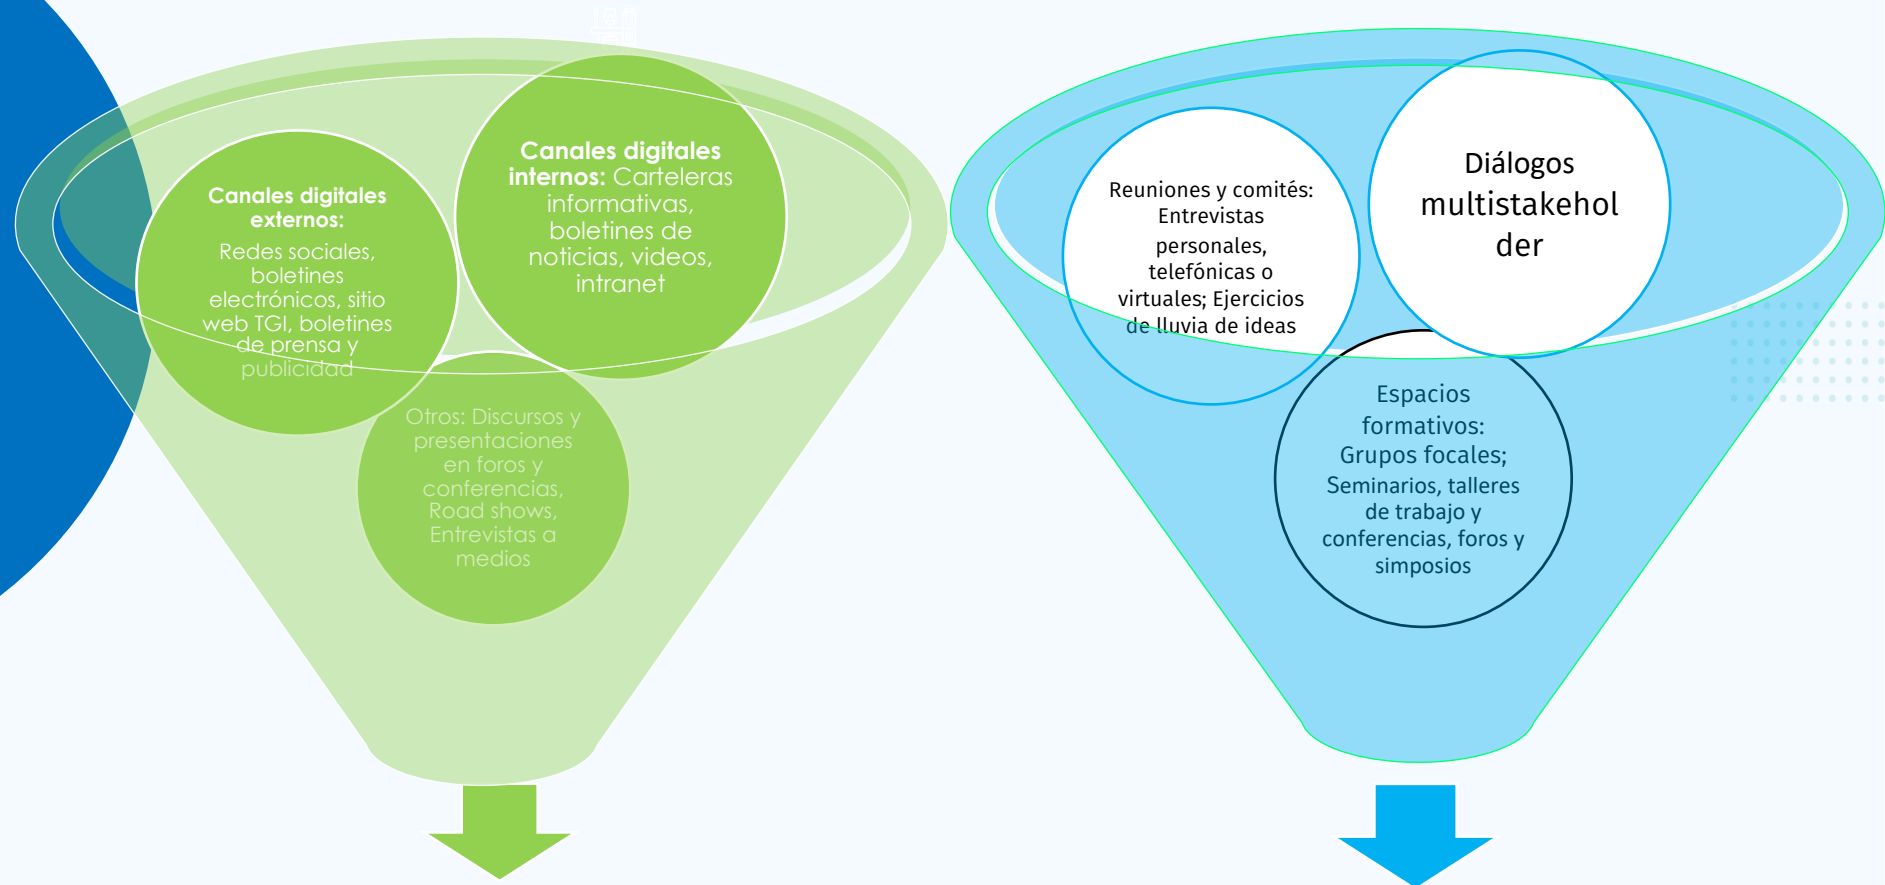 Canales digitales
externos:
Redes sociales,
boletines
electrónicos, sitio
web TGI, boletines
de prensa y
publicidad
Canales digitales
internos: Carteleras
informativas,
boletines de
noticias, videos,
intranet
Otros: Discursos y
presentaciones
en foros y
conferencias,
Road shows,
Entrevistas a
medios
Reuniones y comités:
Entrevistas
personales,
telefónicas o
virtuales; Ejercicios
de lluvia de ideas
Diálogos
multistakehol
der
Espacios
formativos:
Grupos focales;
Seminarios, talleres
de trabajo y
conferencias, foros y
simposios